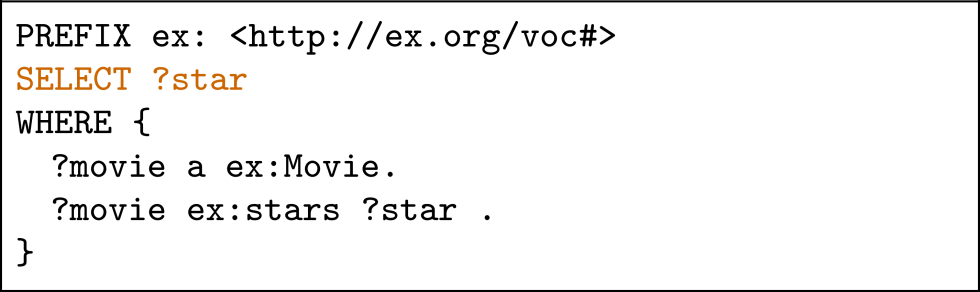 PREFIX ex: <http://ex.org/voc#>
SELECT ?star
WHERE {
?movie a ex:Movie.
?movie ex:stars ?star .
}